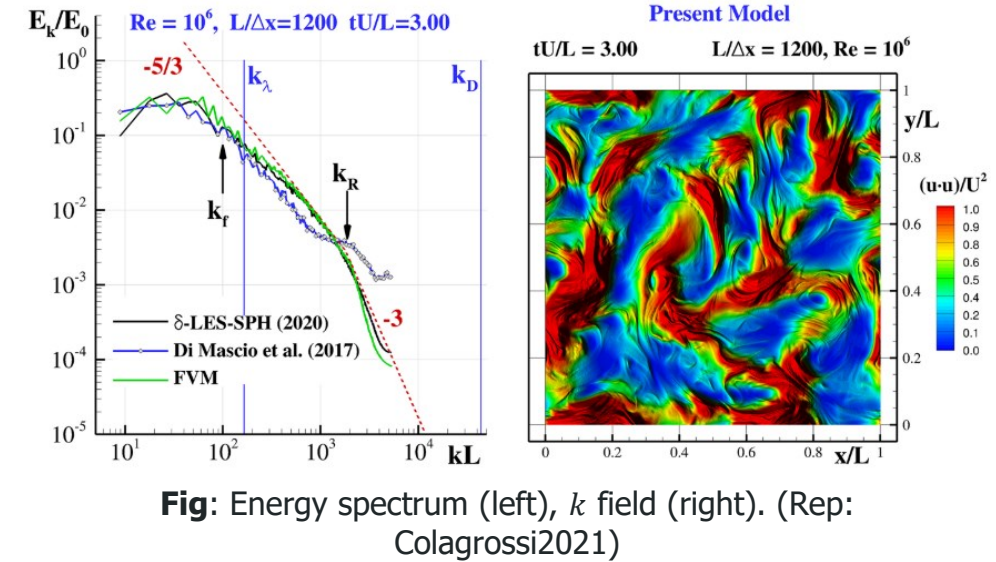 E_k/E_0
Re = 10^6, L/Δx=1200 tU/L=3.00
10^0
10^-1
10^-2
10^-3
10^-4
10^-5
-5/3
k_λ
k_D
k_f
k_R
-3
δ-LES-SPH (2020)
Di Mascio et al. (2017)
FVM
10^1
10^2
10^3
10^4
kL
Present Model
tU/L = 3.00
L/Δx = 1200, Re = 10^6
1
y/L
0.8
0.6
0.4
0.2
0
(u·u)/U^2
1.0
0.9
0.8
0.6
0.5
0.4
0.2
0.1
0.0
0
0.2
0.4
0.6
0.8
x/L
1
Fig: Energy spectrum (left), k field (right). (Rep:
Colagrossi2021)